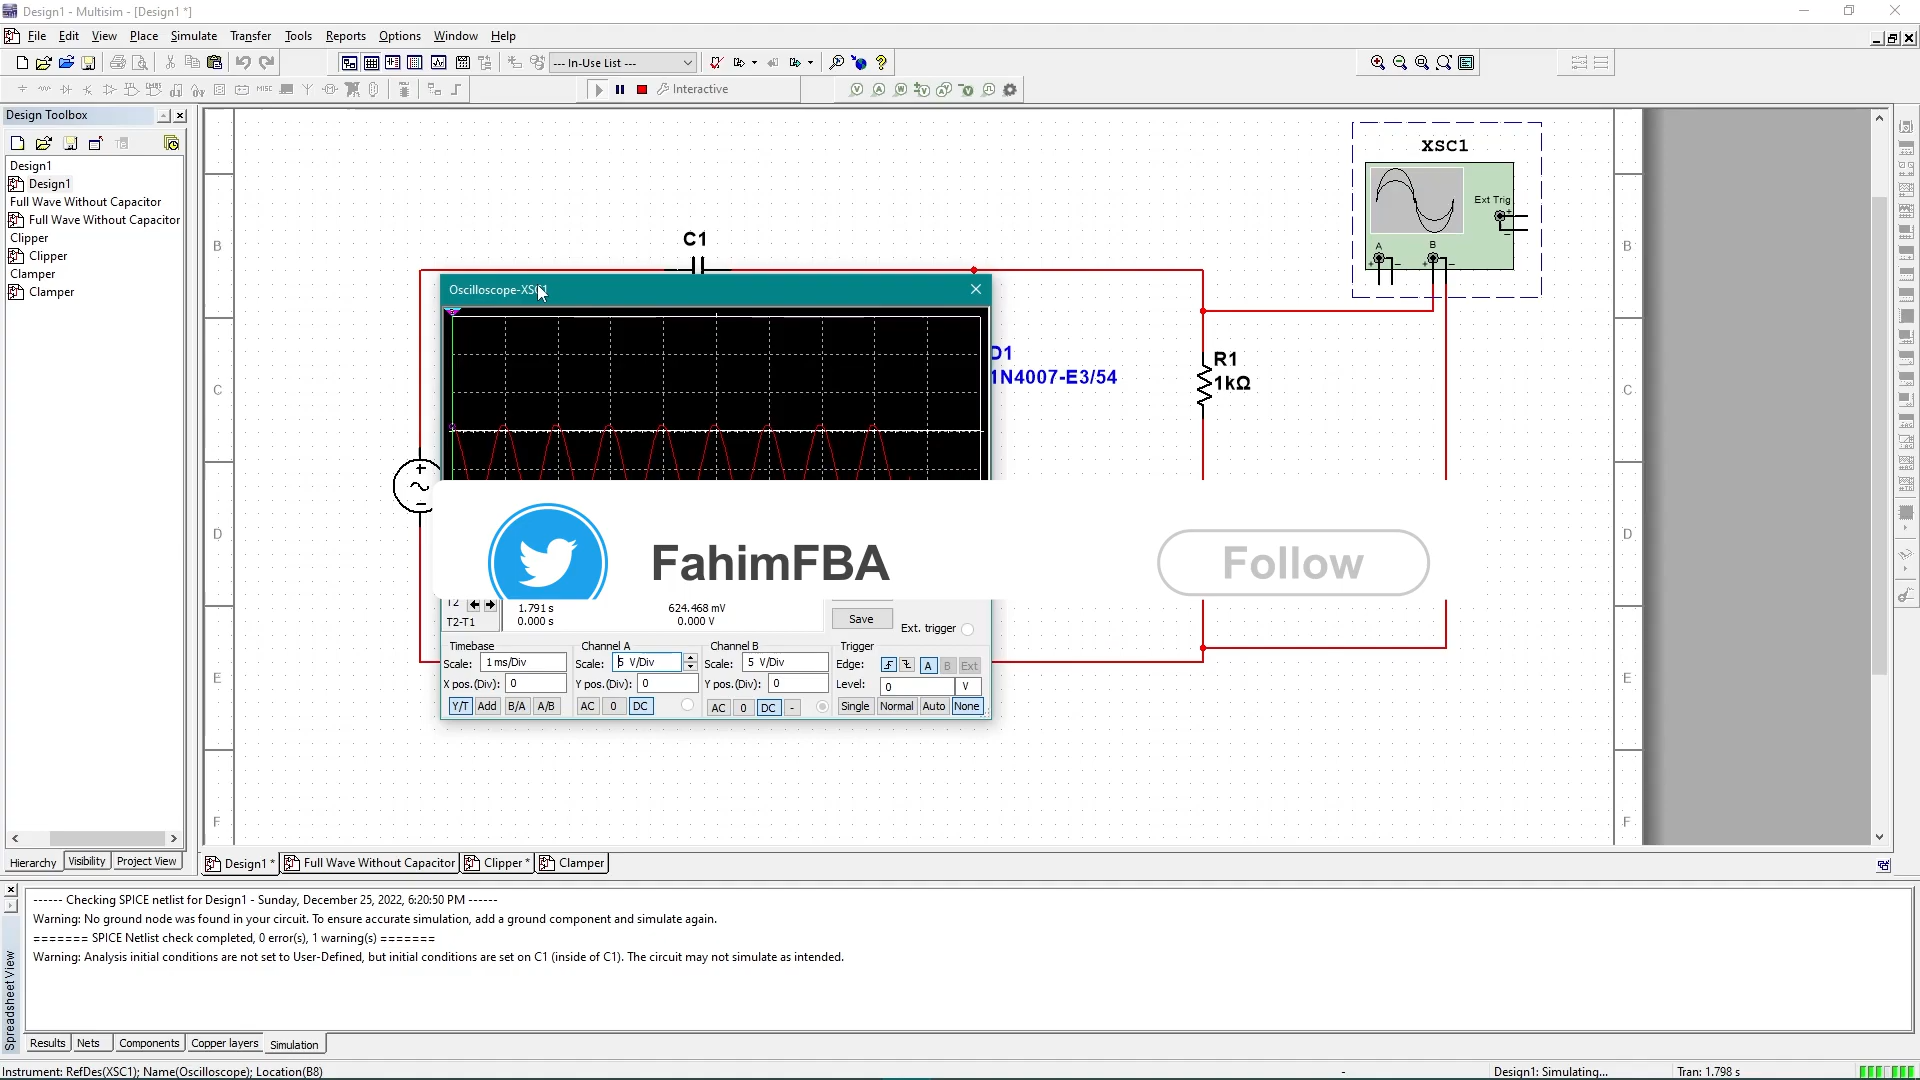 Design1 - Multisim - [Design1 *]
File Edit View Place Simulate Transfer Tools Reports Options Window Help
--- In-Use List ---
Interactive
Design Toolbox
Design1
Design1
Full Wave Without Capacitor
Full Wave Without Capacitor
Clipper
Clipper
Clamper
Clamper
Hierarchy Visibility Project View
B
C
D
E
F
B
C
D
E
F
XSC1
Ext Trig
A
B
C1
D1
1N4007-E3/54
R1
1kΩ
Oscilloscope-XSC1
FahimFBA
Follow
T2
1.791 s
624.468 mV
T2-T1
0.000 s
0.000 V
Save
Ext. trigger
Timebase
Scale: 1 ms/Div
X pos.(Div): 0
Y/T Add B/A A/B
Channel A
Scale: 5 V/Div
Y pos.(Div): 0
AC 0 DC
Channel B
Scale: 5 V/Div
Y pos.(Div): 0
AC 0 DC -
Trigger
Edge: A B Ext
Level: 0 V
Single Normal Auto None
Design1 * Full Wave Without Capacitor Clipper * Clamper
------ Checking SPICE netlist for Design1 - Sunday, December 25, 2022, 6:20:50 PM ------
Warning: No ground node was found in your circuit. To ensure accurate simulation, add a ground component and simulate again.
======= SPICE Netlist check completed, 0 error(s), 1 warning(s) =======
Warning: Analysis initial conditions are not set to User-Defined, but initial conditions are set on C1 (inside of C1). The circuit may not simulate as intended.
Spreadsheet View
Results Nets Components Copper layers Simulation
Instrument: RefDes(XSC1); Name(Oscilloscope); Location(B8)
-
Design1: Simulating...
Tran: 1.798 s